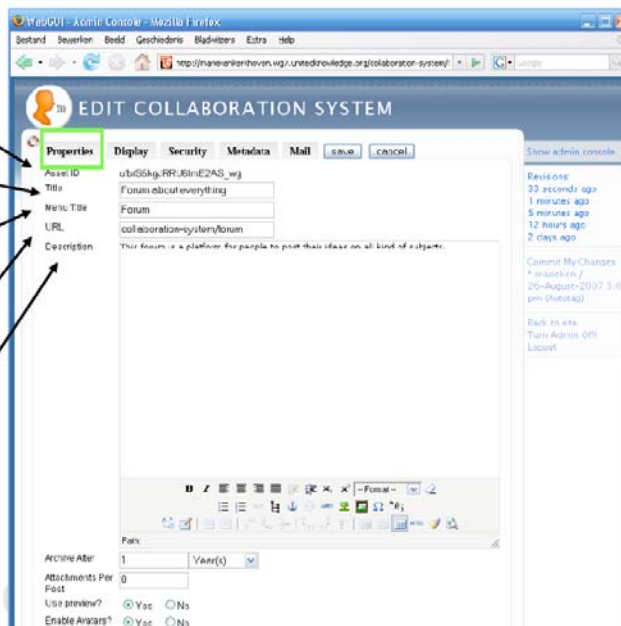 WebGUI - Admin Console - Mozilla Firefox
Bestand Bewerken Beeld Geschiedenis Bladwijzers Extra Help
EDIT COLLABORATION SYSTEM
Properties Display Security Metadata Mail save cancel
Show admin console
Asset ID
Title Forum about everything
Menu Title Forum
URL collaboration-system/forum
Description This forum is a platform for people to post their ideas on all kind of subjects.
Revisions:
33 seconds ago
1 minutes ago
5 minutes ago
12 hours ago
2 days ago
Commit My Changes
26-August-2007
pm (Autotag)
Back to site
Turn Admin Off!
Logout
B I
Path:
Archive After 1 Year(s)
Attachments Per Post 0
Use preview? Yes No
Enable Avatars? Yes No